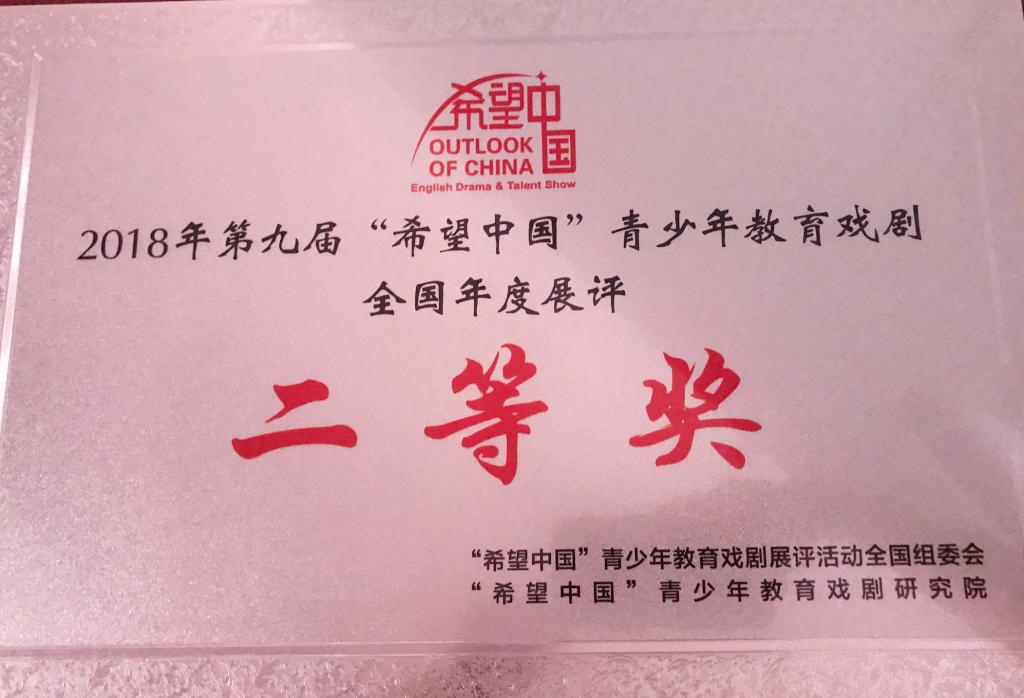 希望中国
OUTLOOK
OF CHINA
English Drama & Talent Show
2018年第九届“希望中国”青少年教育戏剧
全国年度展评
二等奖
“希望中国”青少年教育戏剧展评活动全国组委会
“希望中国”青少年教育戏剧研究院